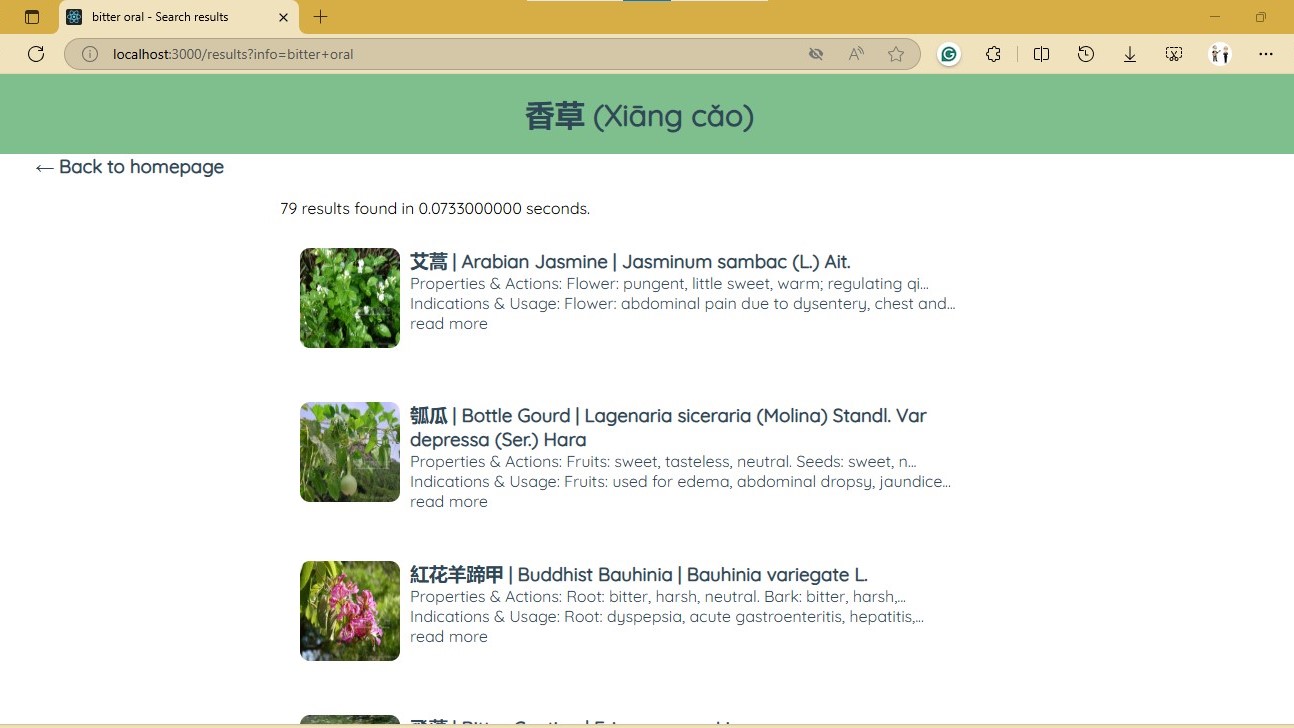 bitter oral - Search results
localhost:3000/results?info=bitter+oral
香草 (Xiāng cǎo)
← Back to homepage
79 results found in 0.0733000000 seconds.
艾蒿 | Arabian Jasmine | Jasminum sambac (L.) Ait.
Properties & Actions: Flower: pungent, little sweet, warm; regulating qi...
Indications & Usage: Flower: abdominal pain due to dysentery, chest and...
read more
瓠瓜 | Bottle Gourd | Lagenaria siceraria (Molina) Standl. Var
depressa (Ser.) Hara
Properties & Actions: Fruits: sweet, tasteless, neutral. Seeds: sweet, n...
Indications & Usage: Fruits: used for edema, abdominal dropsy, jaundice...
read more
紅花羊蹄甲 | Buddhist Bauhinia | Bauhinia variegate L.
Properties & Actions: Root: bitter, harsh, neutral. Bark: bitter, harsh,...
Indications & Usage: Root: dyspepsia, acute gastroenteritis, hepatitis,...
read more